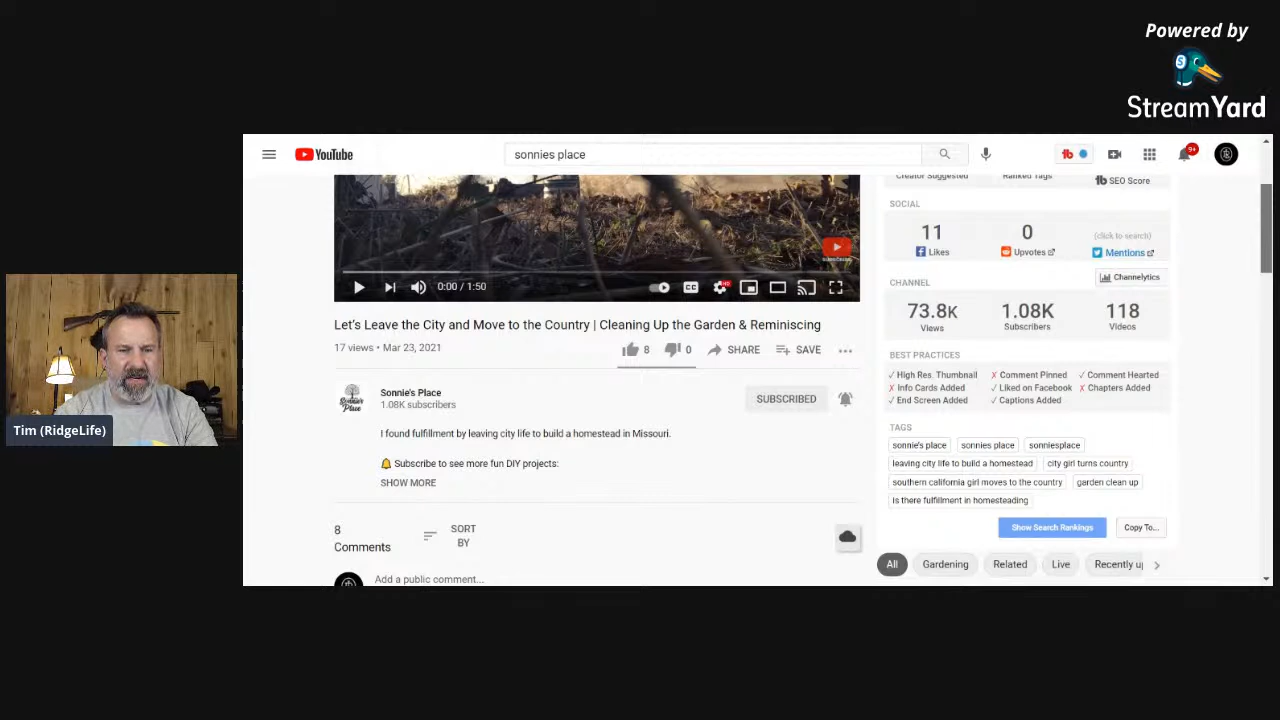 Powered by
StreamYard
YouTube
sonnies place
9+
Creator Suggested
Ranked Tags
SEO Score
SOCIAL
11
0
(click to search)
Likes
Upvotes
Mentions
Channelytics
CHANNEL
73.8K
1.08K
118
Views
Subscribers
Videos
0:00 / 1:50
CC
HD
Let's Leave the City and Move to the Country | Cleaning Up the Garden & Reminiscing
17 views • Mar 23, 2021
8
0
SHARE
SAVE
BEST PRACTICES
✓ High Res. Thumbnail
✗ Comment Pinned
✓ Comment Hearted
✗ Info Cards Added
✓ Liked on Facebook
✗ Chapters Added
✓ End Screen Added
✓ Captions Added
Sonnie's Place
1.08K subscribers
SUBSCRIBED
I found fulfillment by leaving city life to build a homestead in Missouri.
🔔 Subscribe to see more fun DIY projects:
SHOW MORE
TAGS
sonnie's place
sonnies place
sonniesplace
leaving city life to build a homestead
city girl turns country
southern california girl moves to the country
garden clean up
is there fulfillment in homesteading
Show Search Rankings
Copy To...
8
Comments
SORT
BY
Add a public comment...
All
Gardening
Related
Live
Recently u
Tim (RidgeLife)